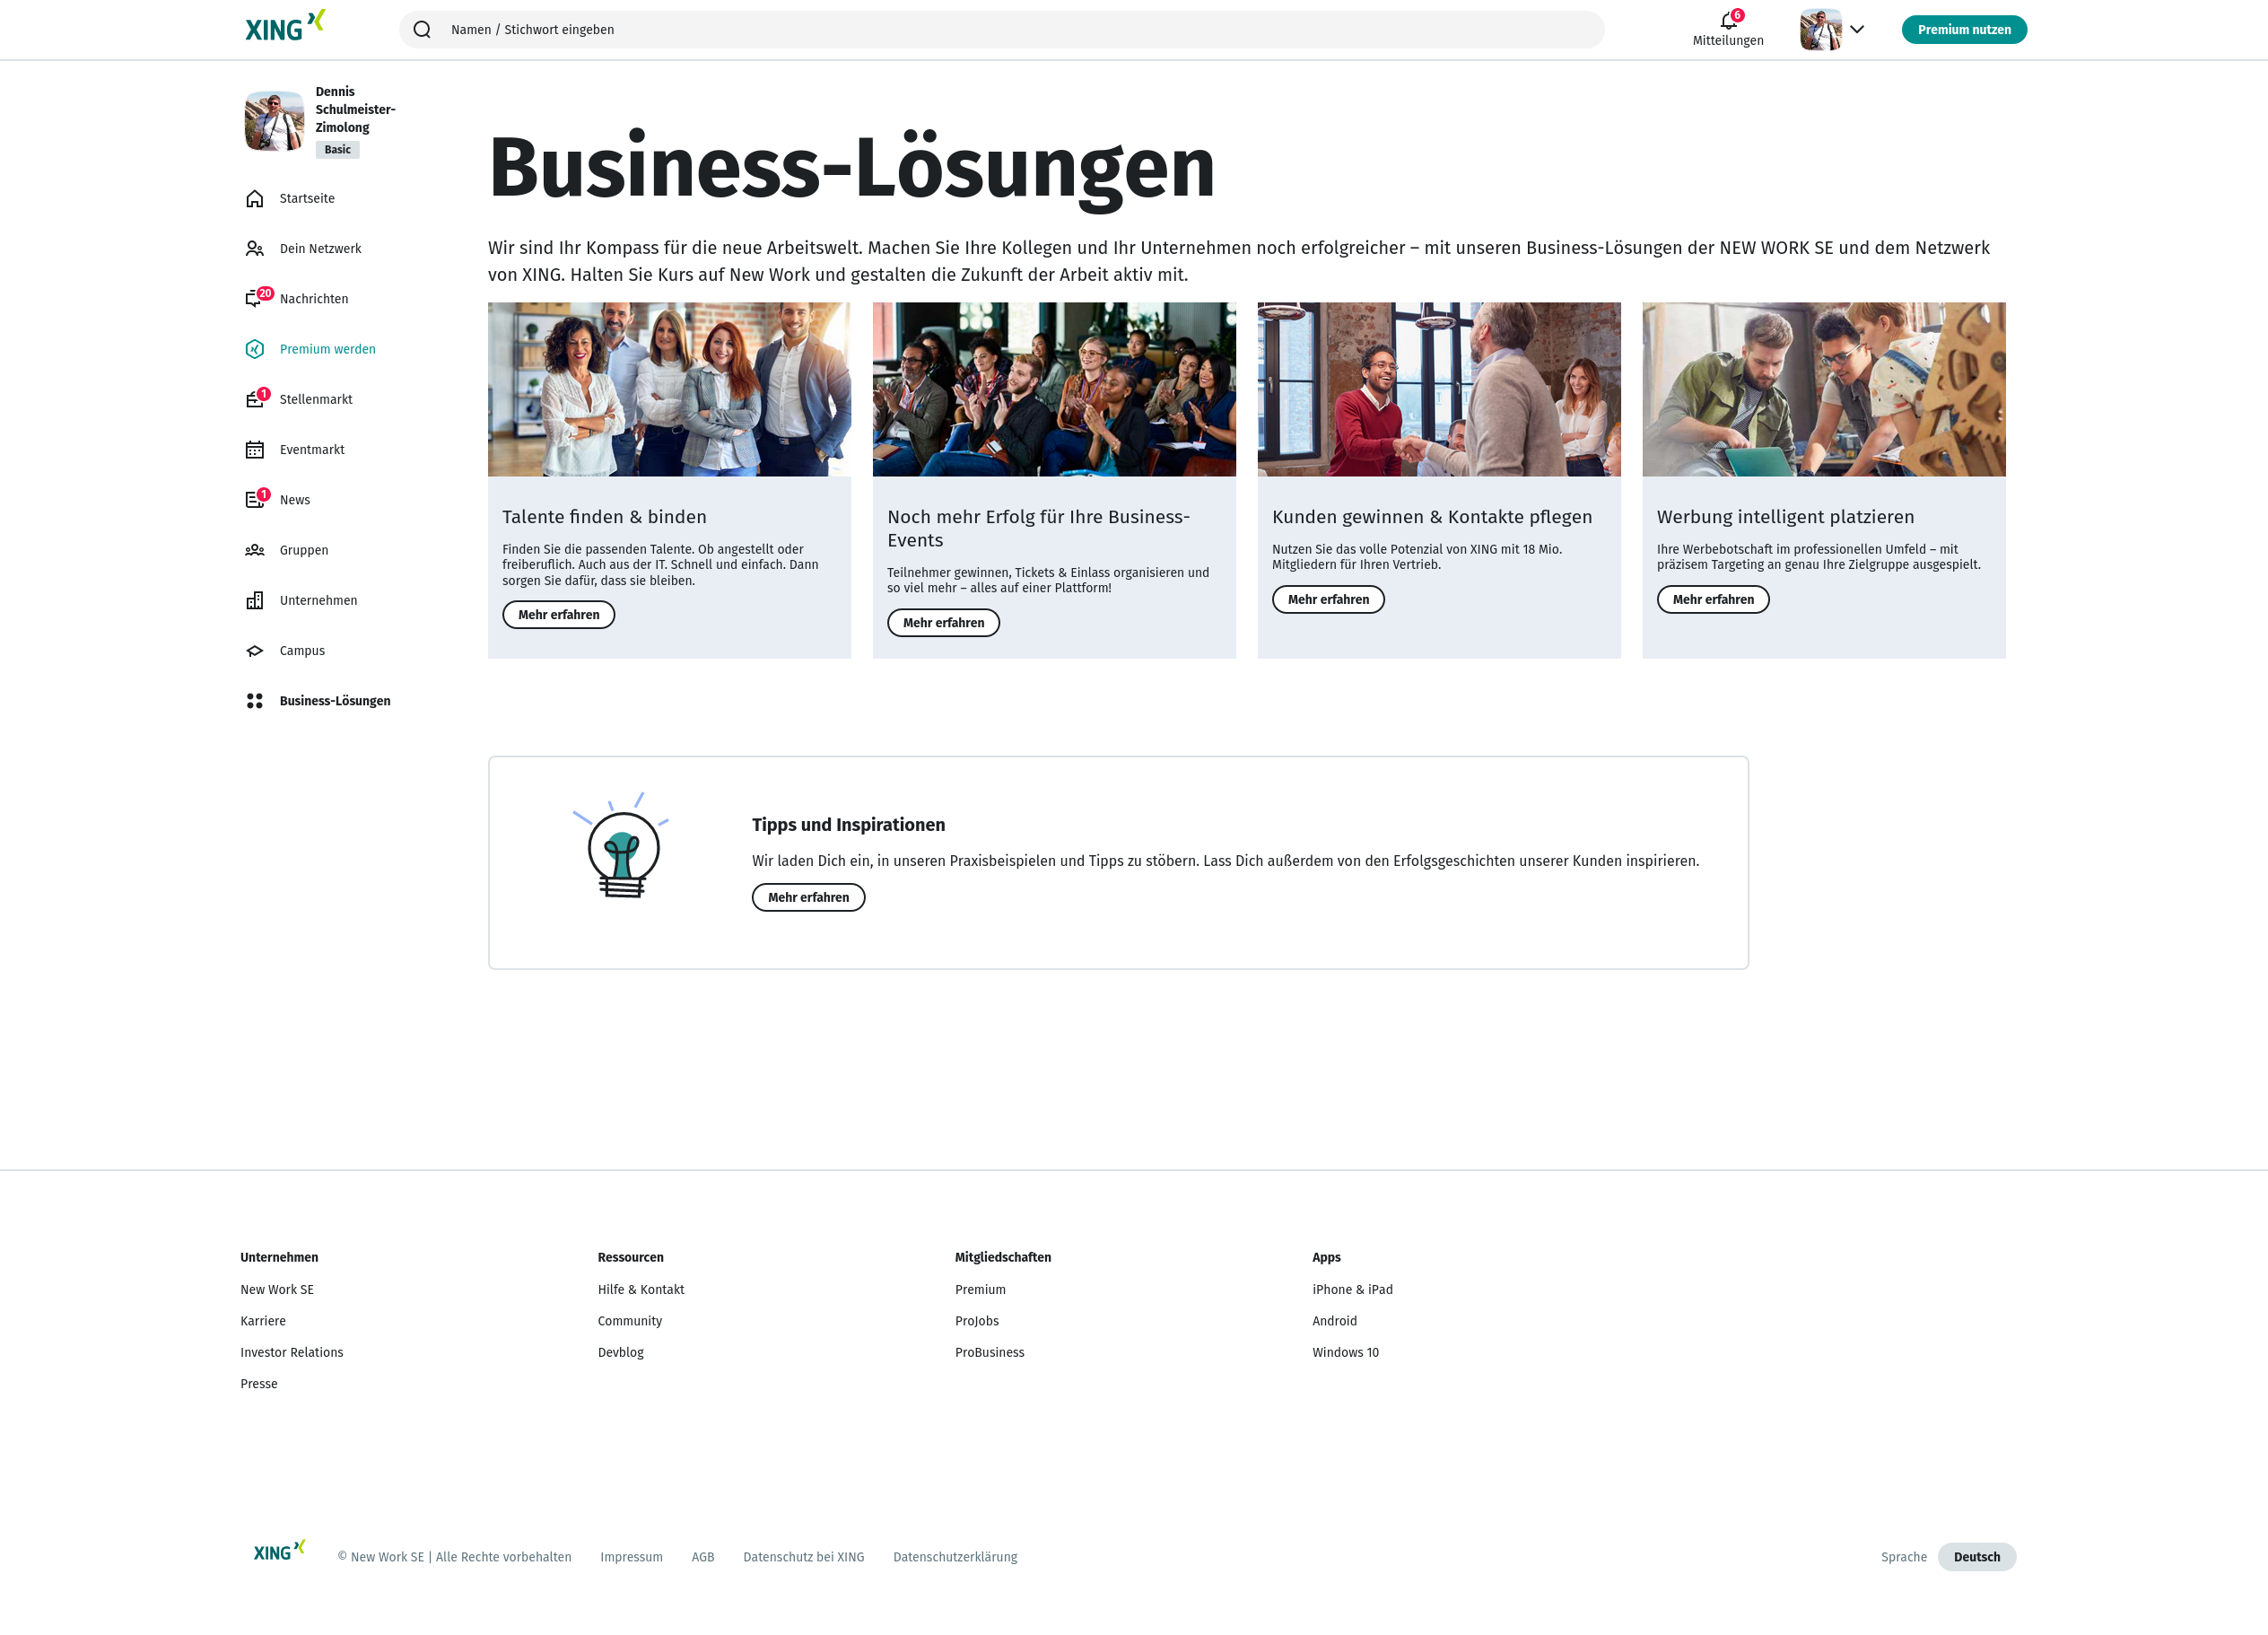 XING
Namen / Stichwort eingeben
6
Mitteilungen
Premium nutzen
Dennis
Schulmeister-
Zimolong
Basic
Startseite
Dein Netzwerk
20
Nachrichten
Premium werden
1
Stellenmarkt
Eventmarkt
1
News
Gruppen
Unternehmen
Campus
Business-Lösungen
Business-Lösungen
Wir sind Ihr Kompass für die neue Arbeitswelt. Machen Sie Ihre Kollegen und Ihr Unternehmen noch erfolgreicher – mit unseren Business-Lösungen der NEW WORK SE und dem Netzwerk
von XING. Halten Sie Kurs auf New Work und gestalten die Zukunft der Arbeit aktiv mit.
Talente finden & binden
Finden Sie die passenden Talente. Ob angestellt oder
freiberuflich. Auch aus der IT. Schnell und einfach. Dann
sorgen Sie dafür, dass sie bleiben.
Mehr erfahren
Noch mehr Erfolg für Ihre Business-
Events
Teilnehmer gewinnen, Tickets & Einlass organisieren und
so viel mehr – alles auf einer Plattform!
Mehr erfahren
Kunden gewinnen & Kontakte pflegen
Nutzen Sie das volle Potenzial von XING mit 18 Mio.
Mitgliedern für Ihren Vertrieb.
Mehr erfahren
Werbung intelligent platzieren
Ihre Werbebotschaft im professionellen Umfeld – mit
präzisem Targeting an genau Ihre Zielgruppe ausgespielt.
Mehr erfahren
Tipps und Inspirationen
Wir laden Dich ein, in unseren Praxisbeispielen und Tipps zu stöbern. Lass Dich außerdem von den Erfolgsgeschichten unserer Kunden inspirieren.
Mehr erfahren
Unternehmen
New Work SE
Karriere
Investor Relations
Presse
Ressourcen
Hilfe & Kontakt
Community
Devblog
Mitgliedschaften
Premium
ProJobs
ProBusiness
Apps
iPhone & iPad
Android
Windows 10
XING
© New Work SE | Alle Rechte vorbehalten
Impressum
AGB
Datenschutz bei XING
Datenschutzerklärung
Sprache
Deutsch